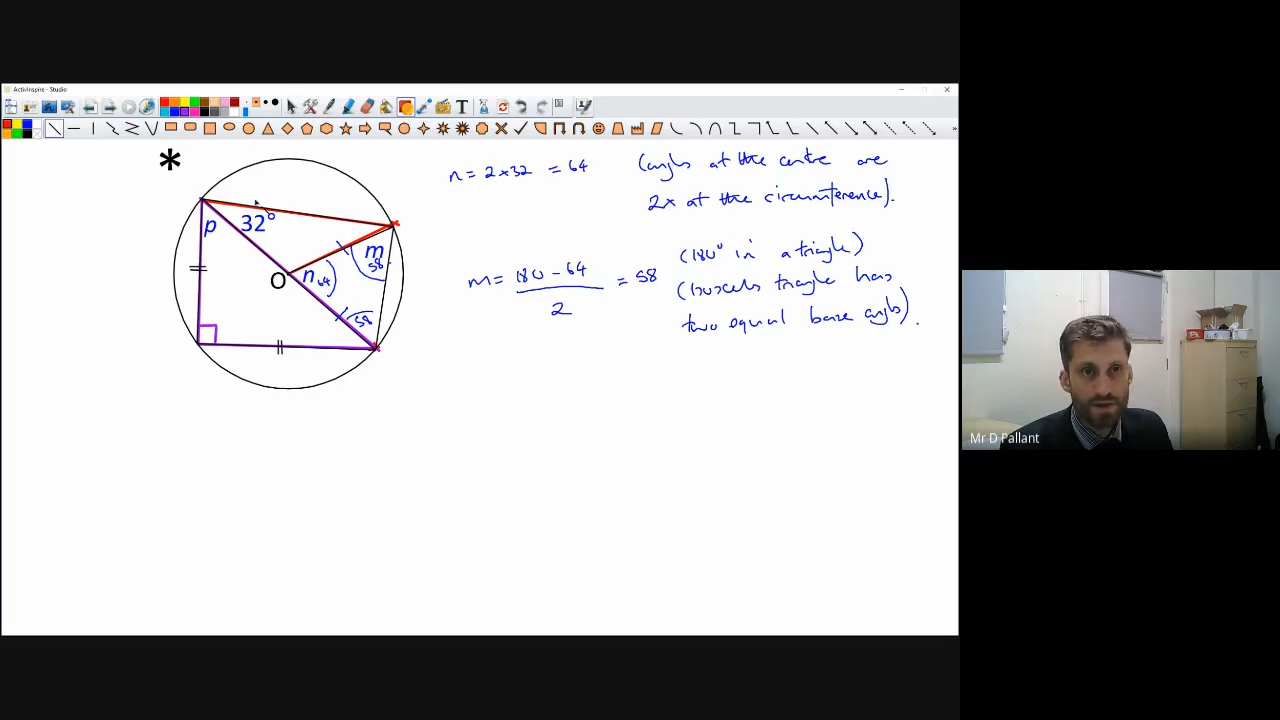 ActivInspire - Studio
*
n = 2 × 32 = 64 (angles at the centre are
2x at the circumference).
p
32°
m
58
O
n 64
58
m = 180 - 64 / 2 = 58
(180° in a triangle)
(isosceles triangle has
two equal base angles).
Mr D Pallant